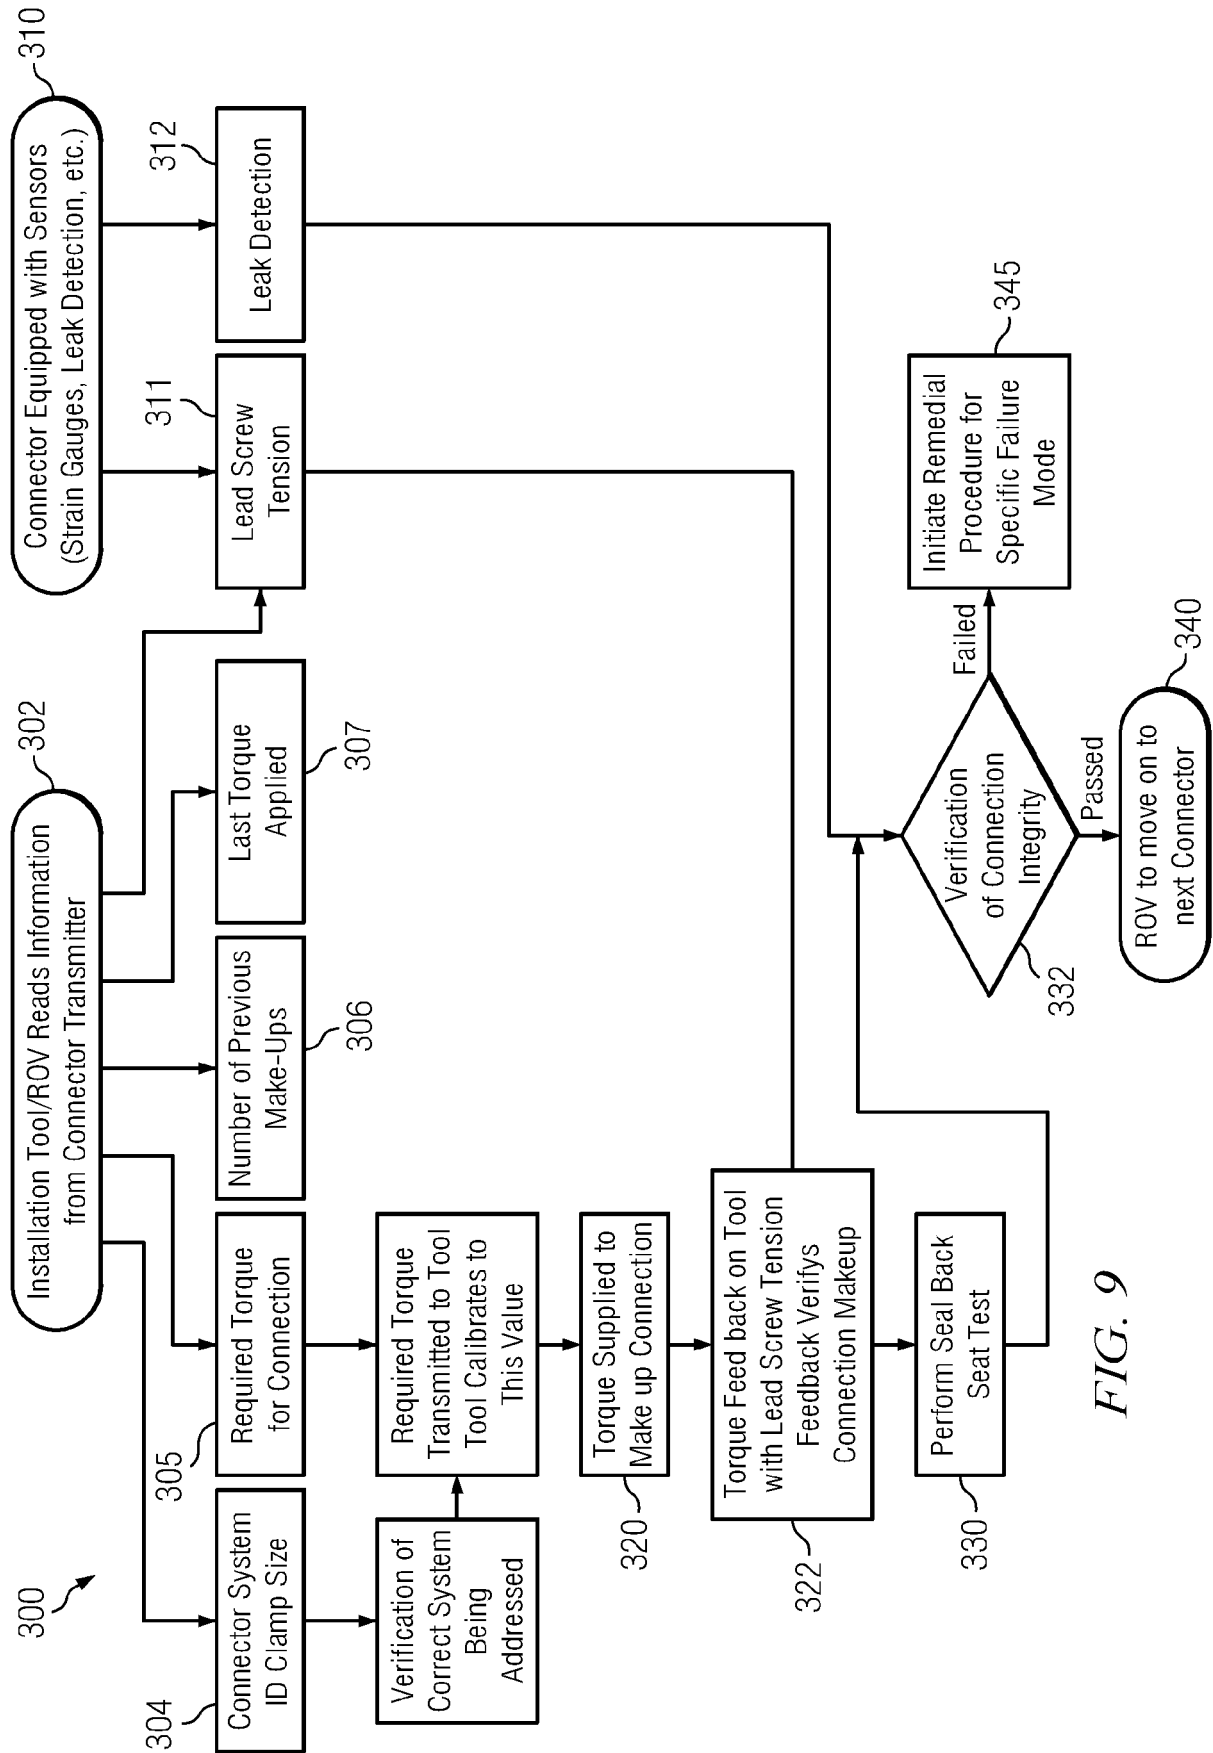 300
Installation Tool/ROV Reads Information
from Connector Transmitter
302
Connector Equipped with Sensors
(Strain Gauges, Leak Detection, etc.)
310
304
Connector System
ID Clamp Size
305
Required Torque
for Connection
Number of Previous
Make-Ups
306
Last Torque
Applied
307
Lead Screw
Tension
311
Leak Detection
312
Verification of
Correct System
Being
Addressed
Required Torque
Transmitted to Tool
Tool Calibrates to
This Value
320
Torque Supplied to
Make up Connection
322
Torque Feed back on Tool
with Lead Screw Tension
Feedback Verifys
Connection Makeup
330
Perform Seal Back
Seat Test
332
Verification
of Connection
Integrity
Failed
Initiate Remedial
Procedure for
Specific Failure
Mode
345
Passed
ROV to move on to
next Connector
340
FIG. 9